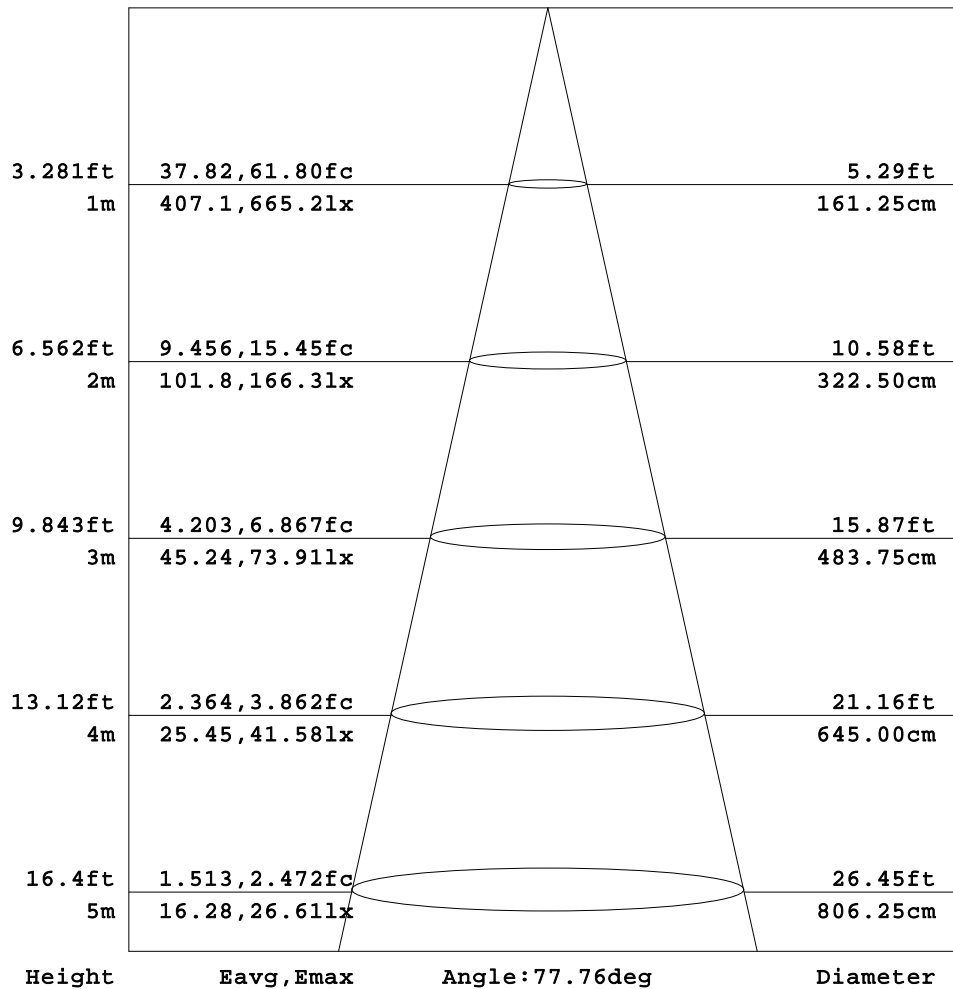 3.281ft 37.82,61.80fc 5.29ft
1m 407.1,665.2lx 161.25cm
6.562ft 9.456,15.45fc 10.58ft
2m 101.8,166.3lx 322.50cm
9.843ft 4.203,6.867fc 15.87ft
3m 45.24,73.91lx 483.75cm
13.12ft 2.364,3.862fc 21.16ft
4m 25.45,41.58lx 645.00cm
16.4ft 1.513,2.472fc 26.45ft
5m 16.28,26.61lx 806.25cm
Height Eavg,Emax Angle:77.76deg Diameter